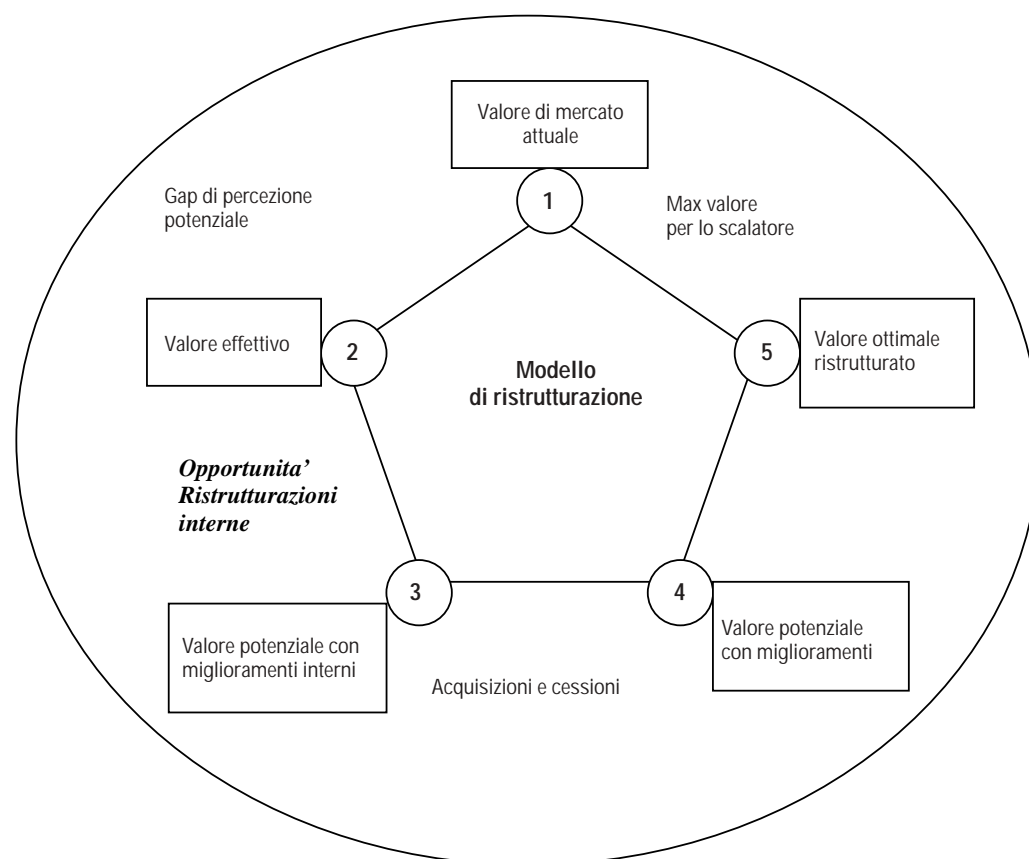 Valore di mercato
attuale
Gap di percezione
potenziale
1
Max valore
per lo scalatore
Valore effettivo
2
5
Valore ottimale
ristrutturato
Modello
di ristrutturazione
Opportunita’
Ristrutturazioni
interne
3
4
Valore potenziale con
miglioramenti interni
Valore potenziale
con miglioramenti
Acquisizioni e cessioni